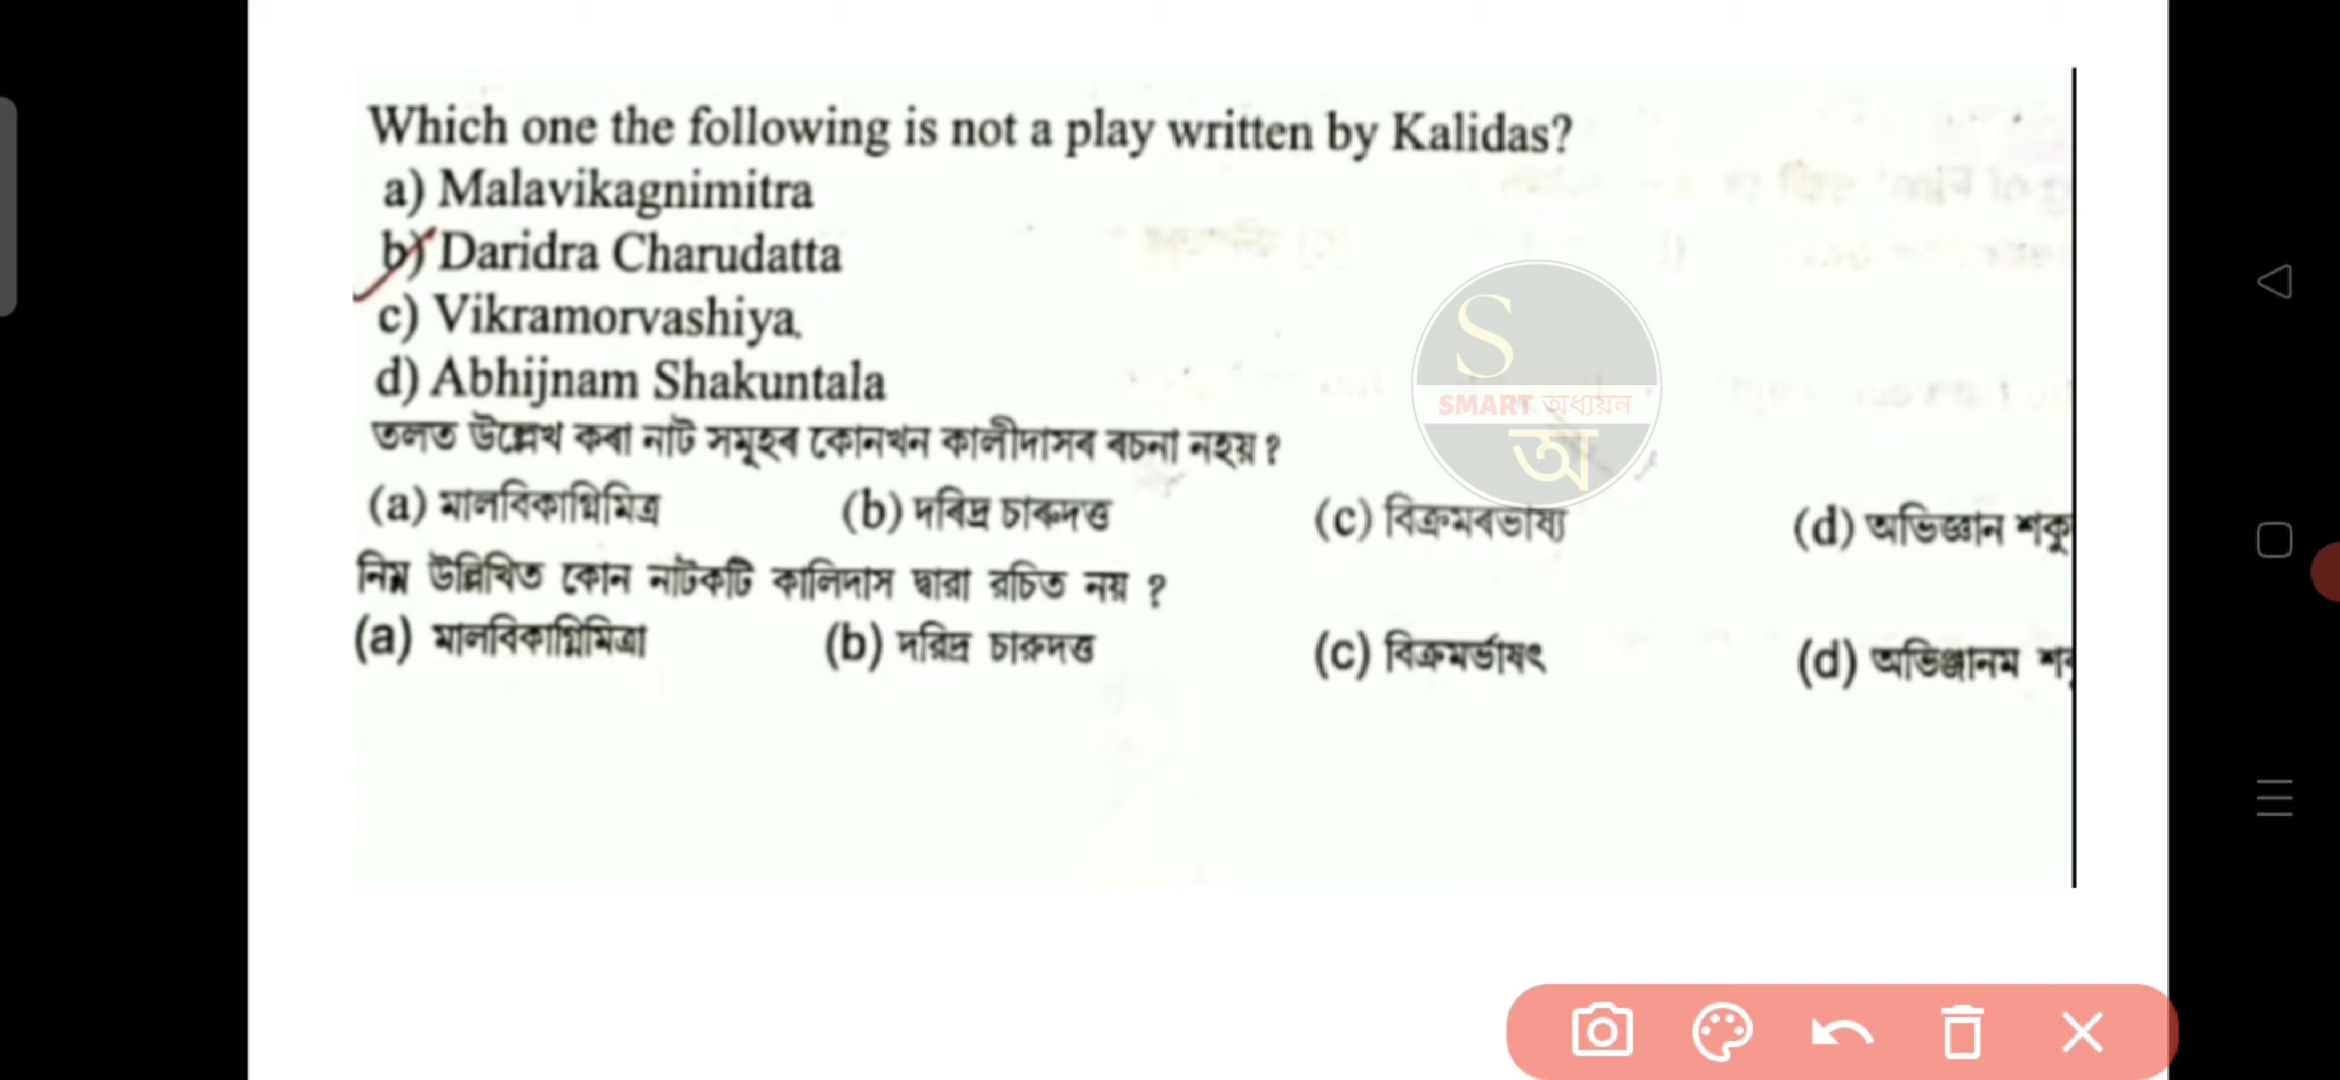 Which one the following is not a play written by Kalidas?
a) Malavikagnimitra
b) Daridra Charudatta
c) Vikramorvashiya.
d) Abhijnam Shakuntala
তলত উল্লেখ কৰা নাট সমূহৰ কোনখন কালীদাসৰ ৰচনা নহয় ?
(a) মালবিকাগ্নিমিত্ৰ (b) দৰিদ্ৰ চাৰুদত্ত (c) বিক্ৰমৰভাষ্য (d) অভিজ্ঞান শকু
নিম্ন উল্লিখিত কোন নাটকটি কালিদাস দ্বারা রচিত নয় ?
(a) মালবিকাগ্নিমিত্রা (b) দরিদ্র চারুদত্ত (c) বিক্রমর্ভাষৎ (d) অভিজ্ঞানম
S
SMART অধ্যয়ন
অ